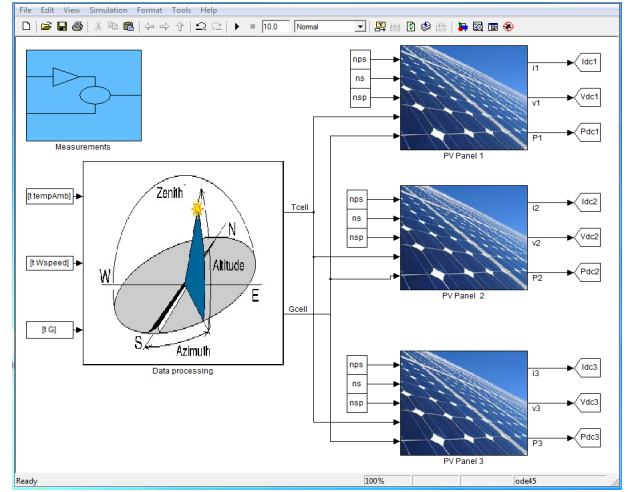 File Edit View Simulation Format Tools Help
10.0 Normal
Measurements
[t tempAmb]
[t Wspeed]
[t G]
Zenith
N
Altitude
W
E
S
Azimuth
Data processing
Tcell
Gcell
nps
ns
nsp
i1
v1
P1
Idc1
Vdc1
Pdc1
PV Panel 1
nps
ns
nsp
i2
v2
P2
Idc2
Vdc2
Pdc2
PV Panel 2
nps
ns
nsp
i3
v3
P3
Idc3
Vdc3
Pdc3
PV Panel 3
Ready 100% ode45